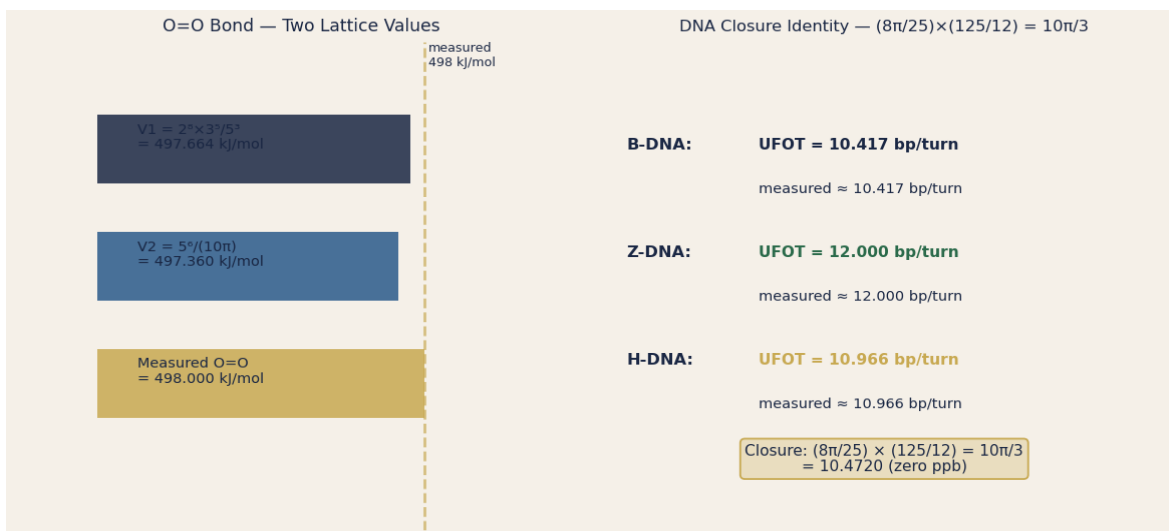 O=O Bond — Two Lattice Values
measured
498 kJ/mol
V1 = 2⁸×3⁵/5³
= 497.664 kJ/mol
V2 = 5⁶/(10π)
= 497.360 kJ/mol
Measured O=O
= 498.000 kJ/mol
DNA Closure Identity — (8π/25)×(125/12) = 10π/3
B-DNA: UFOT = 10.417 bp/turn
measured ≈ 10.417 bp/turn
Z-DNA: UFOT = 12.000 bp/turn
measured ≈ 12.000 bp/turn
H-DNA: UFOT = 10.966 bp/turn
measured ≈ 10.966 bp/turn
Closure: (8π/25) × (125/12) = 10π/3
= 10.4720 (zero ppb)